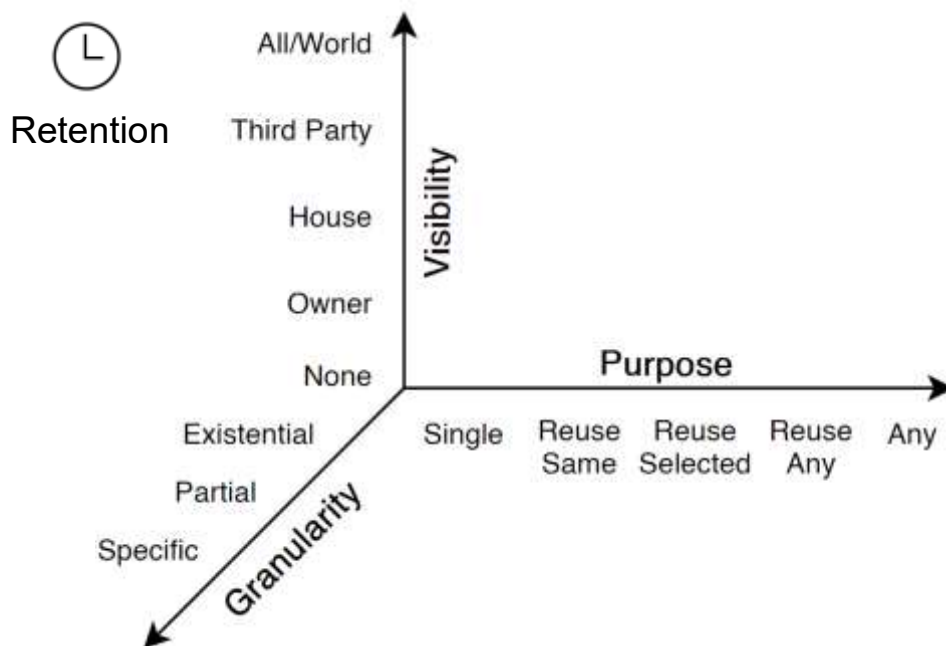 All/World
Retention
Third Party
Visibility
House
Owner
None
Purpose
Existential
Partial
Specific
Granularity
Single
Reuse
Same
Reuse
Selected
Reuse
Any
Any